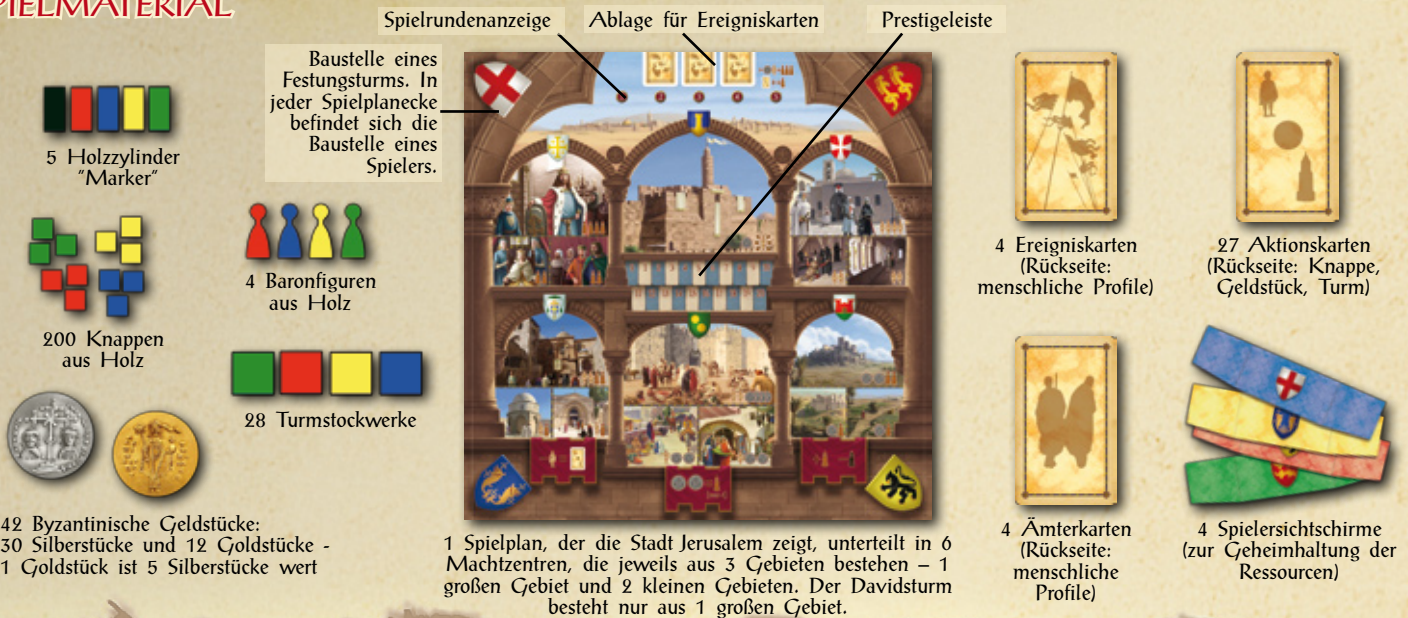 PIELMATERIAL
Spielrundenanzeige
Ablage für Ereigniskarten
Prestigeleiste
Baustelle eines
Festungsturms. In
jeder Spielplanecke
befindet sich die
Baustelle eines
Spielers.
5 Holzzylinder
"Marker"
200 Knappen
aus Holz
4 Baronfiguren
aus Holz
28 Turmstockwerke
42 Byzantinische Geldstücke:
30 Silberstücke und 12 Goldstücke -
1 Goldstück ist 5 Silberstücke wert
1 Spielplan, der die Stadt Jerusalem zeigt, unterteilt in 6
Machtzentren, die jeweils aus 3 Gebieten bestehen – 1
großen Gebiet und 2 kleinen Gebieten. Der Davidsturm
besteht nur aus 1 großen Gebiet.
4 Ereigniskarten
(Rückseite:
menschliche Profile)
27 Aktionskarten
(Rückseite: Knappe,
Geldstück, Turm)
4 Ämterkarten
(Rückseite:
menschliche
Profile)
4 Spielersichtschirme
(zur Geheimhaltung der
Ressourcen)